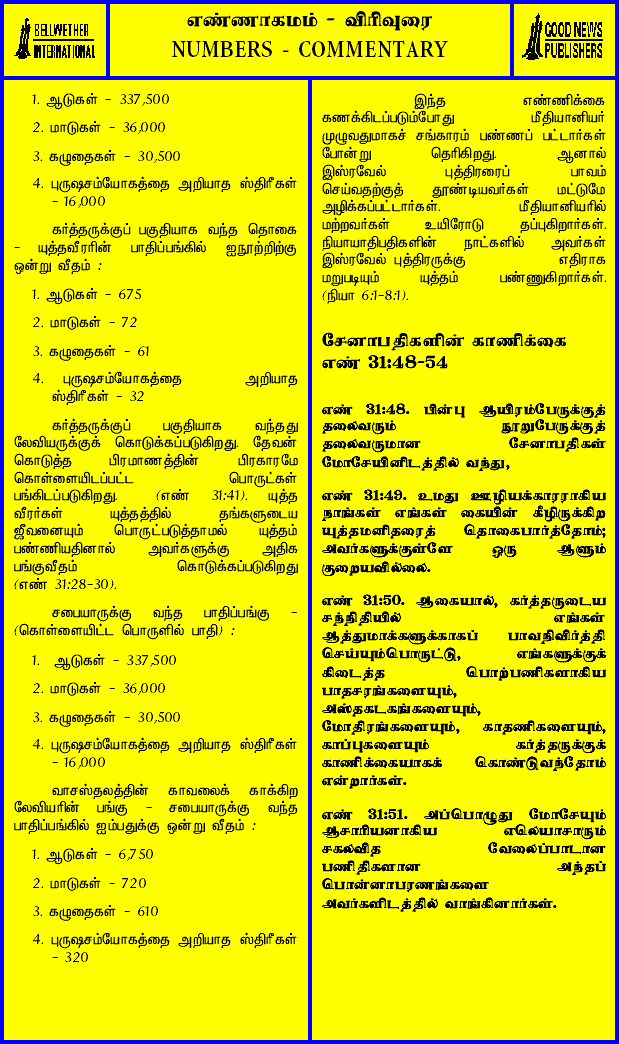 BELLWETHER
INTERNATIONAL
எண்ணாகமம் - விரிவுரை
NUMBERS - COMMENTARY
GOOD NEWS
PUBLISHERS
1. ஆடுகள் - 337,500
2. மாடுகள் - 36,000
3. கழுதைகள் - 30,500
4. புருஷசம்யோகத்தை அறியாத ஸ்திரீகள்
- 16,000
கர்த்தருக்குப் பகுதியாக வந்த தொகை
- யுத்தவீரரின் பாதிப்பங்கில் ஐநூற்றிற்கு
ஒன்று வீதம் :
1. ஆடுகள் - 675
2. மாடுகள் - 72
3. கழுதைகள் - 61
4. புருஷசம்யோகத்தை அறியாத
ஸ்திரீகள் - 32
கர்த்தருக்குப் பகுதியாக வந்தது
லேவியருக்குக் கொடுக்கப்படுகிறது. தேவன்
கொடுத்த பிரமாணத்தின் பிரகாரமே
கொள்ளையிடப்பட்ட பொருட்கள்
பங்கிடப்படுகிறது. (எண் 31:41). யுத்த
வீரர்கள் யுத்தத்தில் தங்களுடைய
ஜீவனையும் பொருட்படுத்தாமல் யுத்தம்
பண்ணியதினால் அவர்களுக்கு அதிக
பங்குவீதம் கொடுக்கப்படுகிறது
(எண் 31:28-30).
சபையாருக்கு வந்த பாதிப்பங்கு -
(கொள்ளையிட்ட பொருளில் பாதி) :
1. ஆடுகள் - 337,500
2. மாடுகள் - 36,000
3. கழுதைகள் - 30,500
4. புருஷசம்யோகத்தை அறியாத ஸ்திரீகள்
- 16,000
வாசஸ்தலத்தின் காவலைக் காக்கிற
லேவியரின் பங்கு - சபையாருக்கு வந்த
பாதிப்பங்கில் ஐம்பதுக்கு ஒன்று வீதம் :
1. ஆடுகள் - 6,750
2. மாடுகள் - 720
3. கழுதைகள் - 610
4. புருஷசம்யோகத்தை அறியாத ஸ்திரீகள்
- 320
இந்த எண்ணிக்கை
கணக்கிடப்படும்போது மீதியானியர்
முழுவதுமாகச் சங்காரம் பண்ணப் பட்டார்கள்
போன்று தெரிகிறது. ஆனால்
இஸ்ரவேல் புத்திரரைப் பாவம்
செய்வதற்குத் தூண்டியவர்கள் மட்டுமே
அழிக்கப்பட்டார்கள். மீதியானியரில்
மற்றவர்கள் உயிரோடு தப்புகிறார்கள்.
நியாயாதிபதிகளின் நாட்களில் அவர்கள்
இஸ்ரவேல் புத்திரருக்கு எதிராக
மறுபடியும் யுத்தம் பண்ணுகிறார்கள்.
(நியா 6:1-8:1).
சேனாபதிகளின் காணிக்கை
எண் 31:48-54
எண் 31:48. பின்பு ஆயிரம்பேருக்குத்
தலைவரும் நூறுபேருக்குத்
தலைவருமான சேனாபதிகள்
மோசேயினிடத்தில் வந்து,
எண் 31:49. உமது ஊழியக்காரராகிய
நாங்கள் எங்கள் கையின் கீழிருக்கிற
யுத்தமனிதரைத் தொகைபார்த்தோம்;
அவர்களுக்குள்ளே ஒரு ஆளும்
குறையவில்லை.
எண் 31:50. ஆகையால், கர்த்தருடைய
சந்நிதியில் எங்கள்
ஆத்துமாக்களுக்காகப் பாவநிவிர்த்தி
செய்யும்பொருட்டு, எங்களுக்குக்
கிடைத்த பொற்பணிகளாகிய
பாதசரங்களையும்,
அஸ்தகடகங்களையும்,
மோதிரங்களையும், காதணிகளையும்,
காப்புகளையும் கர்த்தருக்குக்
காணிக்கையாகக் கொண்டுவந்தோம்
என்றார்கள்.
எண் 31:51. அப்பொழுது மோசேயும்
ஆசாரியனாகிய எலெயாசாரும்
சகலவித வேலைப்பாடான
பணிதிகளான அந்தப்
பொன்னாபரணங்களை
அவர்களிடத்தில் வாங்கினார்கள்.